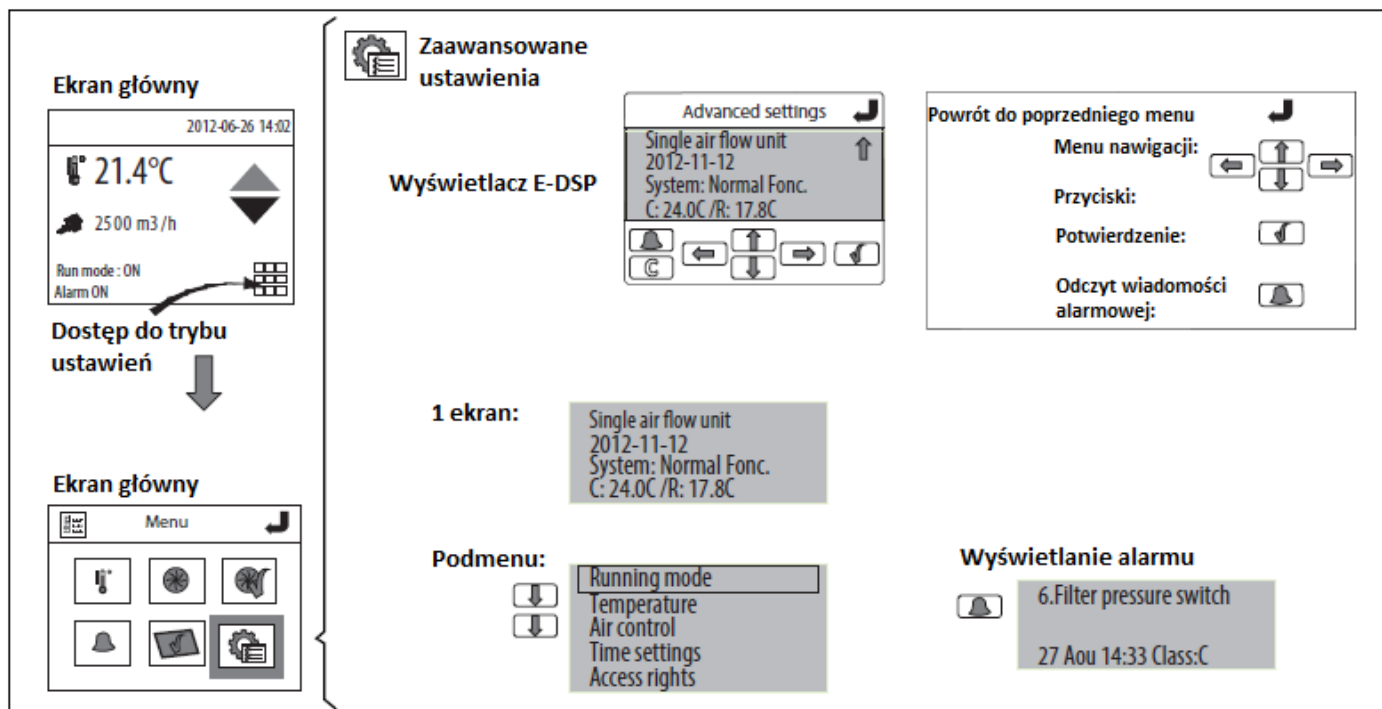 Ekran główny
2012-06-26 14:02
21.4°C
2500 m3/h
Run mode : ON
Alarm ON
Dostęp do trybu
ustawień
Ekran główny
Menu
Zaawansowane
ustawienia
Wyświetlacz E-DSP
Advanced settings
Single air flow unit
2012-11-12
System: Normal Fonc.
C: 24.0C /R: 17.8C
C
Powrót do poprzedniego menu
Menu nawigacji:
Przyciski:
Potwierdzenie:
Odczyt wiadomości
alarmowej:
1 ekran:
Single air flow unit
2012-11-12
System: Normal Fonc.
C: 24.0C /R: 17.8C
Podmenu:
Running mode
Temperature
Air control
Time settings
Access rights
Wyświetlanie alarmu
6.Filter pressure switch
27 Aou 14:33 Class:C